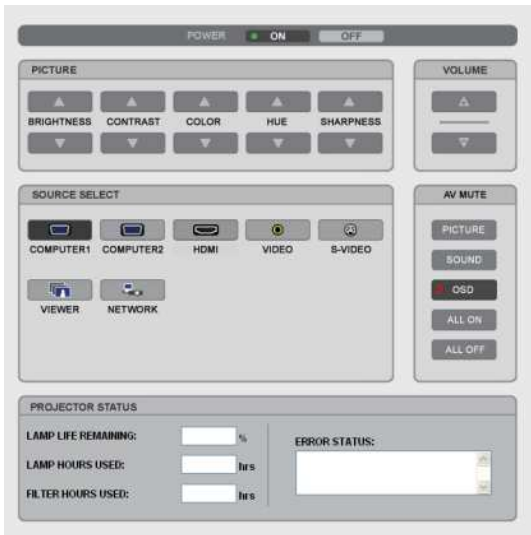 POWER ON OFF
PICTURE
BRIGHTNESS CONTRAST COLOR HUE SHARPNESS
VOLUME
SOURCE SELECT
COMPUTER1 COMPUTER2 HDMI VIDEO S-VIDEO
VIEWER NETWORK
AV MUTE
PICTURE
SOUND
OSD
ALL ON
ALL OFF
PROJECTOR STATUS
LAMP LIFE REMAINING: %
LAMP HOURS USED: hrs
FILTER HOURS USED: hrs
ERROR STATUS: